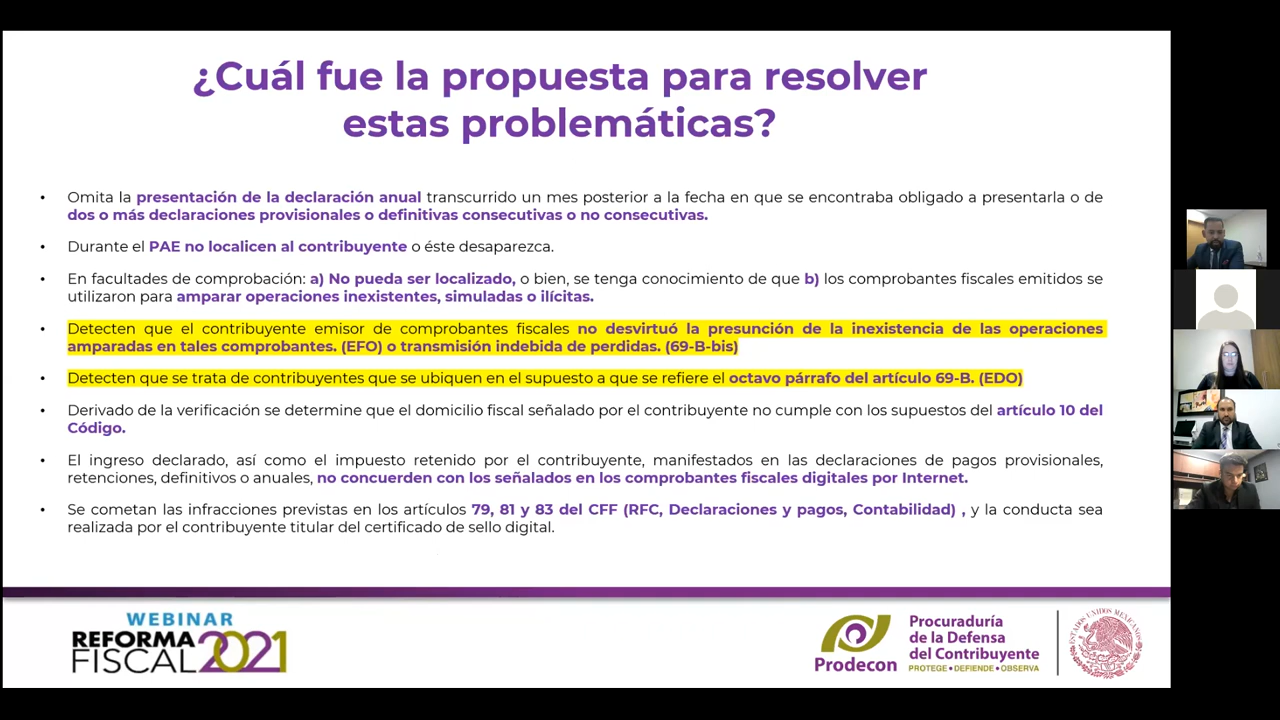 ¿Cuál fue la propuesta para resolver
estas problemáticas?
• Omita la presentación de la declaración anual transcurrido un mes posterior a la fecha en que se encontraba obligado a presentarla o de
dos o más declaraciones provisionales o definitivas consecutivas o no consecutivas.
• Durante el PAE no localicen al contribuyente o éste desaparezca.
• En facultades de comprobación: a) No pueda ser localizado, o bien, se tenga conocimiento de que b) los comprobantes fiscales emitidos se
utilizaron para amparar operaciones inexistentes, simuladas o ilícitas.
• Detecten que el contribuyente emisor de comprobantes fiscales no desvirtuó la presunción de la inexistencia de las operaciones
amparadas en tales comprobantes. (EFO) o transmisión indebida de perdidas. (69-B-bis)
• Detecten que se trata de contribuyentes que se ubiquen en el supuesto a que se refiere el octavo párrafo del artículo 69-B. (EDO)
• Derivado de la verificación se determine que el domicilio fiscal señalado por el contribuyente no cumple con los supuestos del artículo 10 del
Código.
• El ingreso declarado, así como el impuesto retenido por el contribuyente, manifestados en las declaraciones de pagos provisionales,
retenciones, definitivos o anuales, no concuerden con los señalados en los comprobantes fiscales digitales por Internet.
• Se cometan las infracciones previstas en los artículos 79, 81 y 83 del CFF (RFC, Declaraciones y pagos, Contabilidad) , y la conducta sea
realizada por el contribuyente titular del certificado de sello digital.
WEBINAR
REFORMA
FISCAL 2021
Prodecon
Procuraduría
de la Defensa
del Contribuyente
PROTEGE • DEFIENDE • OBSERVA
ESTADOS UNIDOS MEXICANOS